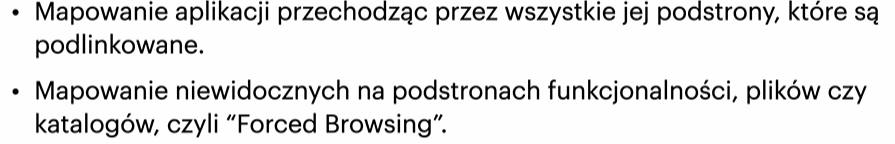 • Mapowanie aplikacji przechodząc przez wszystkie jej podstrony, które są
podlinkowane.
• Mapowanie niewidocznych na podstronach funkcjonalności, plików czy
katalogów, czyli “Forced Browsing”.